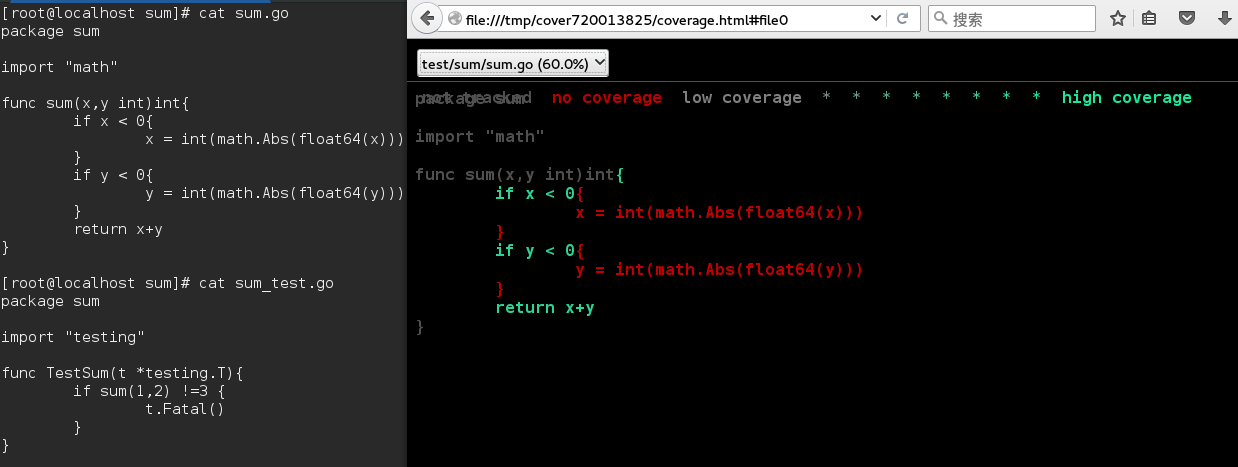 [root@localhost sum]# cat sum.go
package sum
import "math"
func sum(x,y int)int{
        if x < 0{
                x = int(math.Abs(float64(x)))
        }
        if y < 0{
                y = int(math.Abs(float64(y)))
        }
        return x+y
}
[root@localhost sum]# cat sum_test.go
package sum
import "testing"
func TestSum(t *testing.T){
        if sum(1,2) !=3 {
                t.Fatal()
        }
}
file:///tmp/cover720013825/coverage.html#file0
搜索
test/sum/sum.go (60.0%)
not tracked no coverage low coverage * * * * * * * * high coverage
package sum
import "math"
func sum(x,y int)int{
        if x < 0{
                x = int(math.Abs(float64(x)))
        }
        if y < 0{
                y = int(math.Abs(float64(y)))
        }
        return x+y
}